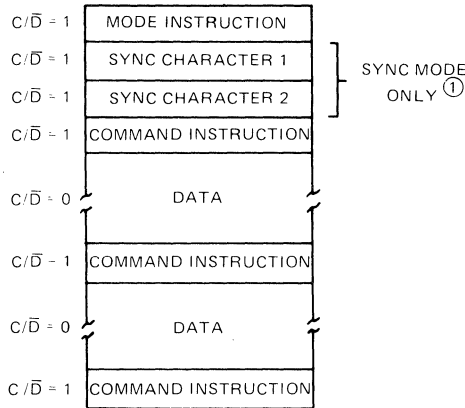 C/D̅ = 1 MODE INSTRUCTION
C/D̅ = 1 SYNC CHARACTER 1
SYNC MODE
ONLY ①
C/D̅ = 1 SYNC CHARACTER 2
C/D̅ = 1 COMMAND INSTRUCTION
C/D̅ = 0 DATA
C/D̅ = 1 COMMAND INSTRUCTION
C/D̅ = 0 DATA
C/D̅ = 1 COMMAND INSTRUCTION